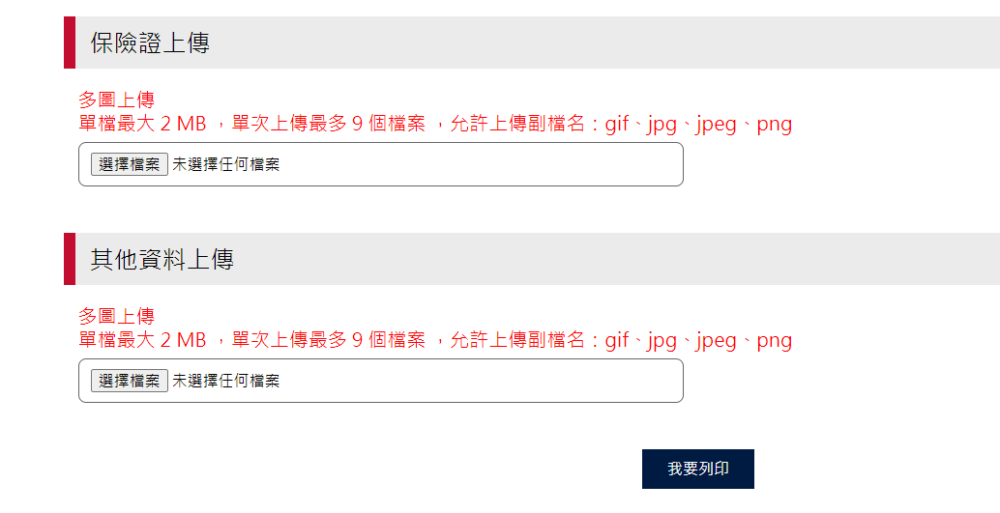 保險證上傳
多圖上傳
單檔最大 2 MB ，單次上傳最多 9 個檔案 ，允許上傳副檔名：gif、jpg、jpeg、png
選擇檔案 未選擇任何檔案
其他資料上傳
多圖上傳
單檔最大 2 MB ，單次上傳最多 9 個檔案 ，允許上傳副檔名：gif、jpg、jpeg、png
選擇檔案 未選擇任何檔案
我要列印